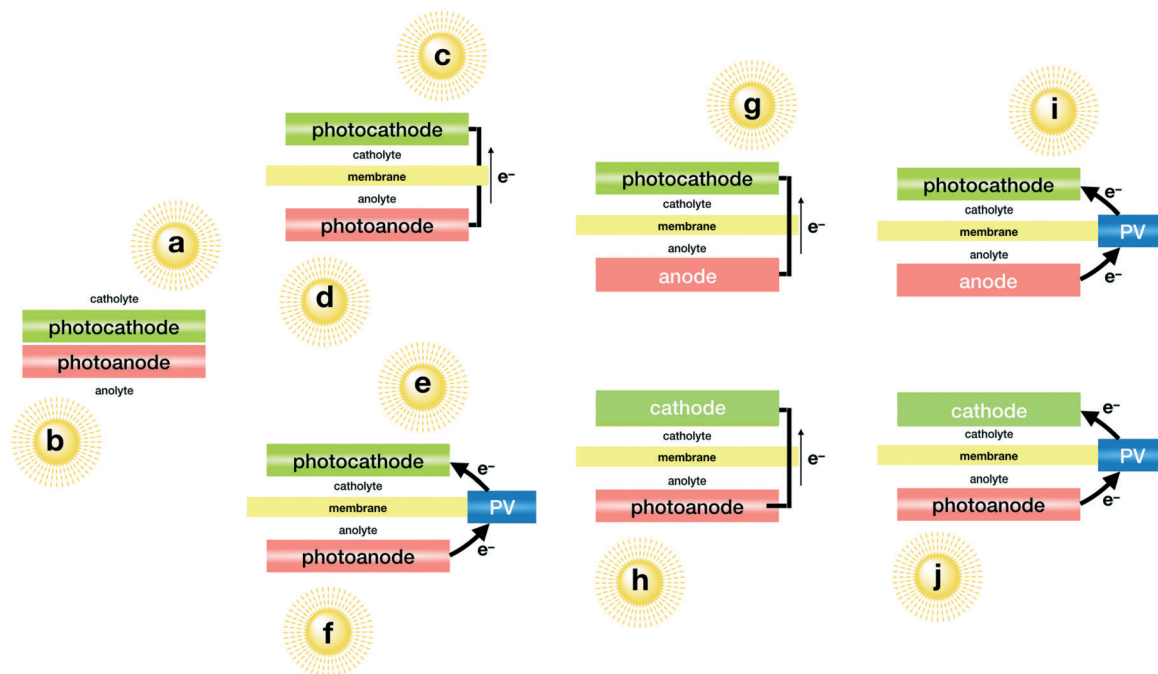 a
catholyte
photocathode
photoanode
anolyte
b
c
photocathode
catholyte
membrane
e⁻
anolyte
photoanode
d
e
photocathode
e⁻
catholyte
membrane
PV
anolyte
e⁻
photoanode
f
g
photocathode
catholyte
membrane
e⁻
anolyte
anode
cathode
catholyte
membrane
e⁻
anolyte
photoanode
h
i
photocathode
e⁻
catholyte
membrane
PV
anolyte
anode
e⁻
cathode
e⁻
catholyte
membrane
PV
anolyte
photoanode
e⁻
j